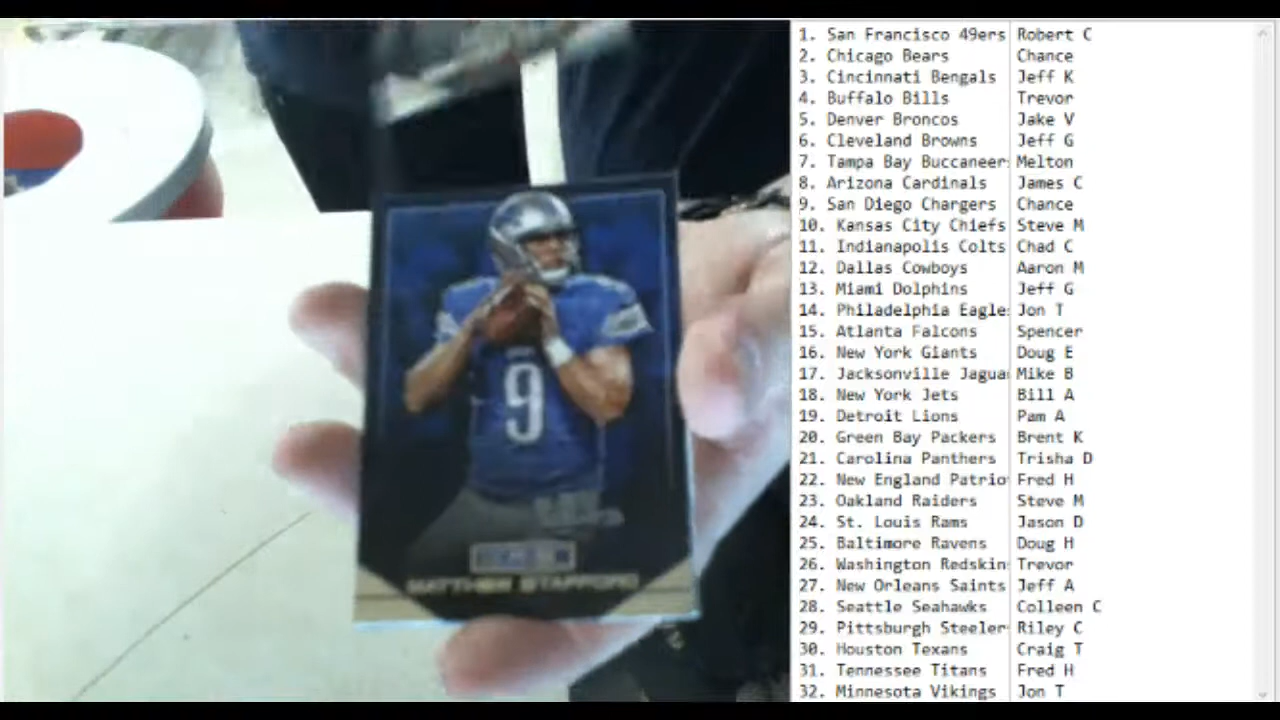 9
MATTHEW STAFFORD
1. San Francisco 49ers Robert C
2. Chicago Bears Chance
3. Cincinnati Bengals Jeff K
4. Buffalo Bills Trevor
5. Denver Broncos Jake V
6. Cleveland Browns Jeff G
7. Tampa Bay Buccaneer Melton
8. Arizona Cardinals James C
9. San Diego Chargers Chance
10. Kansas City Chiefs Steve M
11. Indianapolis Colts Chad C
12. Dallas Cowboys Aaron M
13. Miami Dolphins Jeff G
14. Philadelphia Eagle Jon T
15. Atlanta Falcons Spencer
16. New York Giants Doug E
17. Jacksonville Jagua Mike B
18. New York Jets Bill A
19. Detroit Lions Pam A
20. Green Bay Packers Brent K
21. Carolina Panthers Trisha D
22. New England Patrio Fred H
23. Oakland Raiders Steve M
24. St. Louis Rams Jason D
25. Baltimore Ravens Doug H
26. Washington Redskin Trevor
27. New Orleans Saints Jeff A
28. Seattle Seahawks Colleen C
29. Pittsburgh Steeler Riley C
30. Houston Texans Craig T
31. Tennessee Titans Fred H
32. Minnesota Vikings Jon T